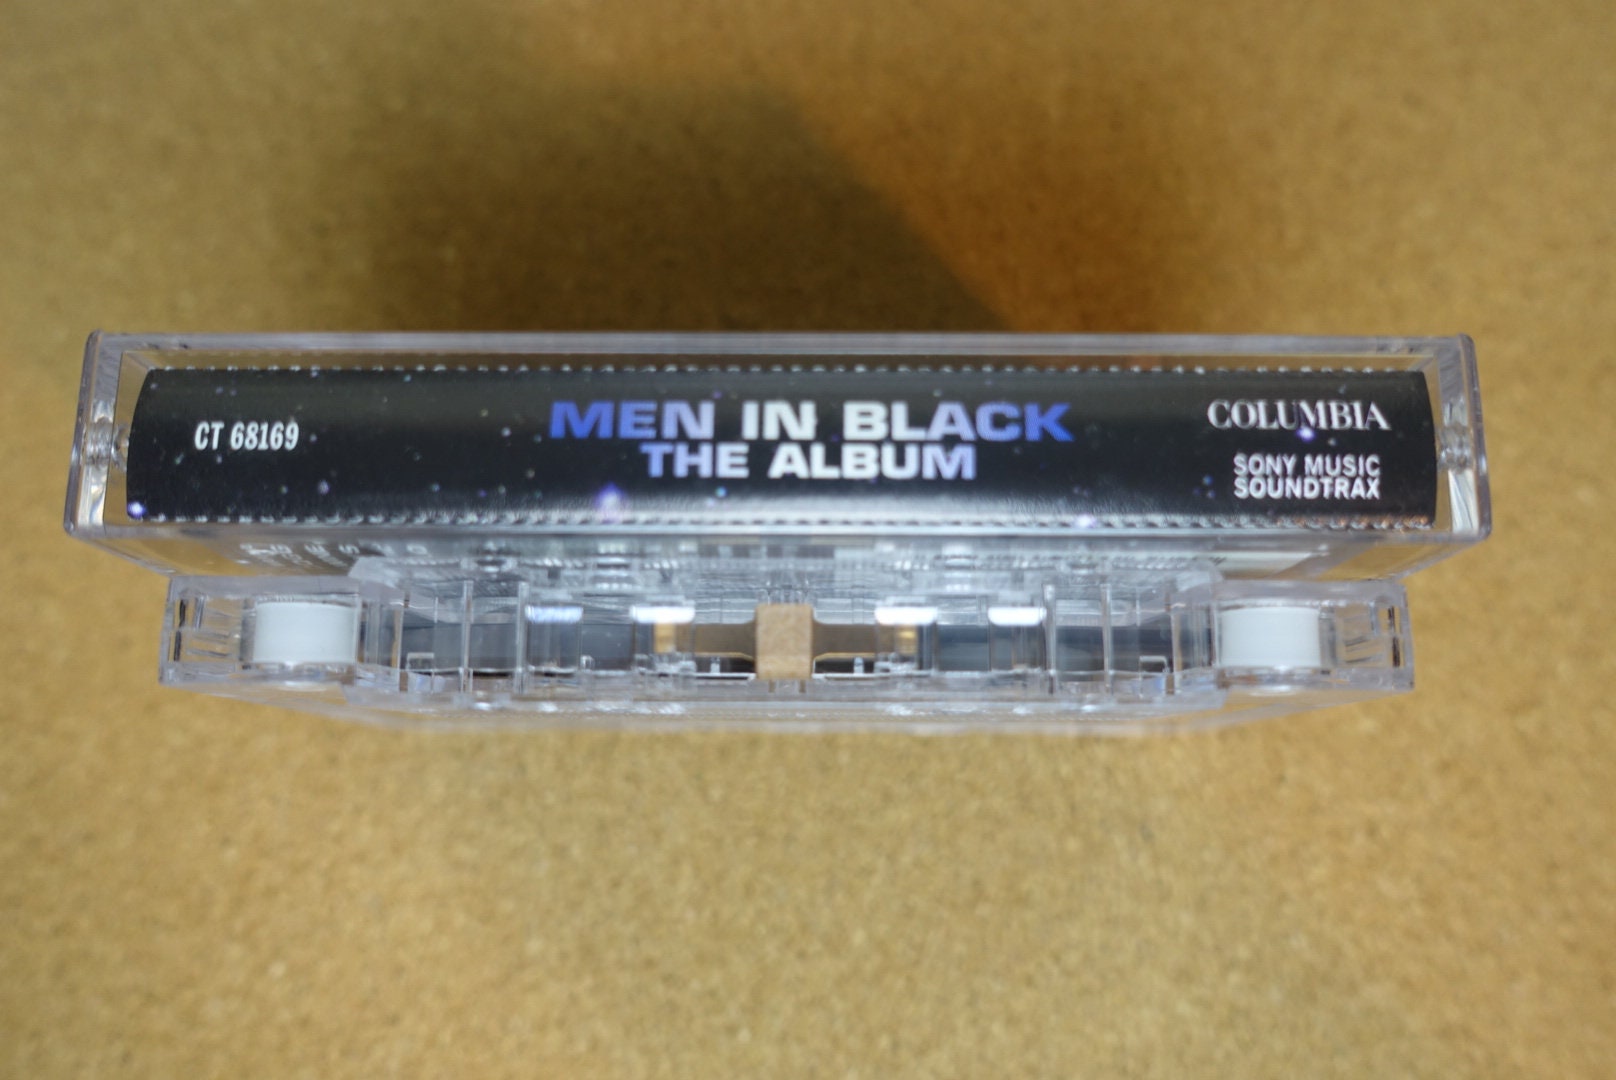 CT 68169
MEN IN BLACK
THE ALBUM
COLUMBIA
SONY MUSIC
SOUNDTRAX